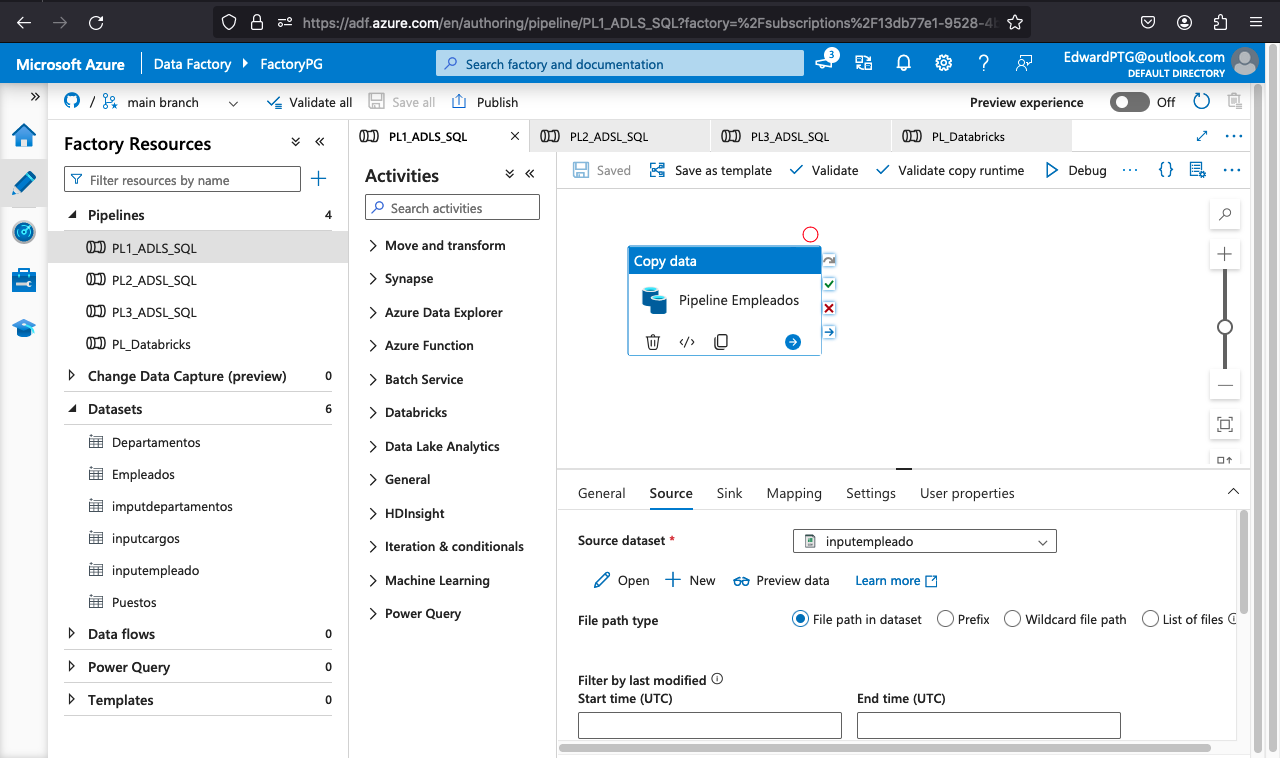 https://adf.azure.com/en/authoring/pipeline/PL1_ADLS_SQL?factory=%2Fsubscriptions%2F13db77e1-9528-4
Microsoft Azure
Data Factory
FactoryPG
Search factory and documentation
3
EdwardPTG@outlook.com
DEFAULT DIRECTORY
/
main branch
Validate all
Save all
Publish
Preview experience
Off
Factory Resources
Filter resources by name
Pipelines
4
PL1_ADLS_SQL
PL2_ADSL_SQL
PL3_ADSL_SQL
PL_Databricks
Change Data Capture (preview)
0
Datasets
6
Departamentos
Empleados
imputdepartamentos
inputcargos
inputempleado
Puestos
Data flows
0
Power Query
0
Templates
0
PL1_ADLS_SQL
PL2_ADSL_SQL
PL3_ADSL_SQL
PL_Databricks
Activities
Search activities
Move and transform
Synapse
Azure Data Explorer
Azure Function
Batch Service
Databricks
Data Lake Analytics
General
HDInsight
Iteration & conditionals
Machine Learning
Power Query
Saved
Save as template
Validate
Validate copy runtime
Debug
Copy data
Pipeline Empleados
General
Source
Sink
Mapping
Settings
User properties
Source dataset *
inputempleado
Open
New
Preview data
Learn more
File path type
File path in dataset
Prefix
Wildcard file path
List of files
Filter by last modified
Start time (UTC)
End time (UTC)